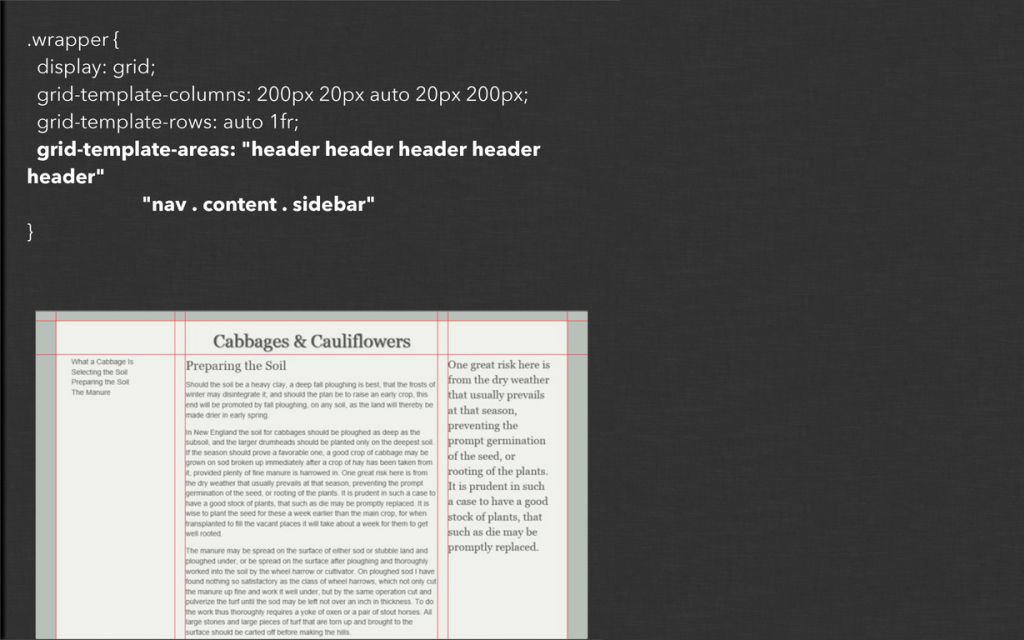 .wrapper {
display: grid;
grid-template-columns: 200px 20px auto 20px 200px;
grid-template-rows: auto 1fr;
grid-template-areas: "header header header header
header"
"nav . content . sidebar"
}
Cabbages & Cauliflowers
What a Cabbage Is
Selecting the Soil
Preparing the Soil
The Manure
Preparing the Soil
Should the soil be a heavy clay, a deep fall ploughing is best, that the frosts of
winter may disintegrate it; and should the plan be to raise an early crop, this
end will be promoted by fall ploughing, on any soil, as the land will thereby be
made drier in early spring.
In New England the soil for cabbages should be ploughed as deep as the
subsoil, and the larger drumheads should be planted only on the deepest soil.
If the season should prove a favorable one, a good crop of cabbage may be
grown on sod broken up immediately after a crop of hay has been taken from
it, provided plenty of fine manure is harrowed in. One great risk here is from
the dry weather that usually prevails at that season, preventing the prompt
germination of the seed, or rooting of the plants. It is prudent in such a case to
have a good stock of plants, that such as die may be promptly replaced. It is
wise to plant the seed for these a week earlier than the main crop, for when
transplanted to fill the vacant places it will take about a week for them to get
well rooted.
The manure may be spread on the surface of either sod or stubble land and
ploughed under, or be spread on the surface after ploughing and thoroughly
worked into the soil by the wheel harrow or cultivator. On ploughed sod I have
found nothing so satisfactory as the class of wheel harrows, which not only cut
the manure up fine and work it well under, but by the same operation cut and
pulverize the turf until the sod may be left not over an inch in thickness. To do
the work thus thoroughly requires a yoke of oxen or a pair of stout horses. All
large stones and large pieces of turf that are torn up and brought to the
surface should be carted off before making the hills.
One great risk here is
from the dry weather
that usually prevails
at that season,
preventing the
prompt germination
of the seed, or
rooting of the plants.
It is prudent in such
a case to have a good
stock of plants, that
such as die may be
promptly replaced.